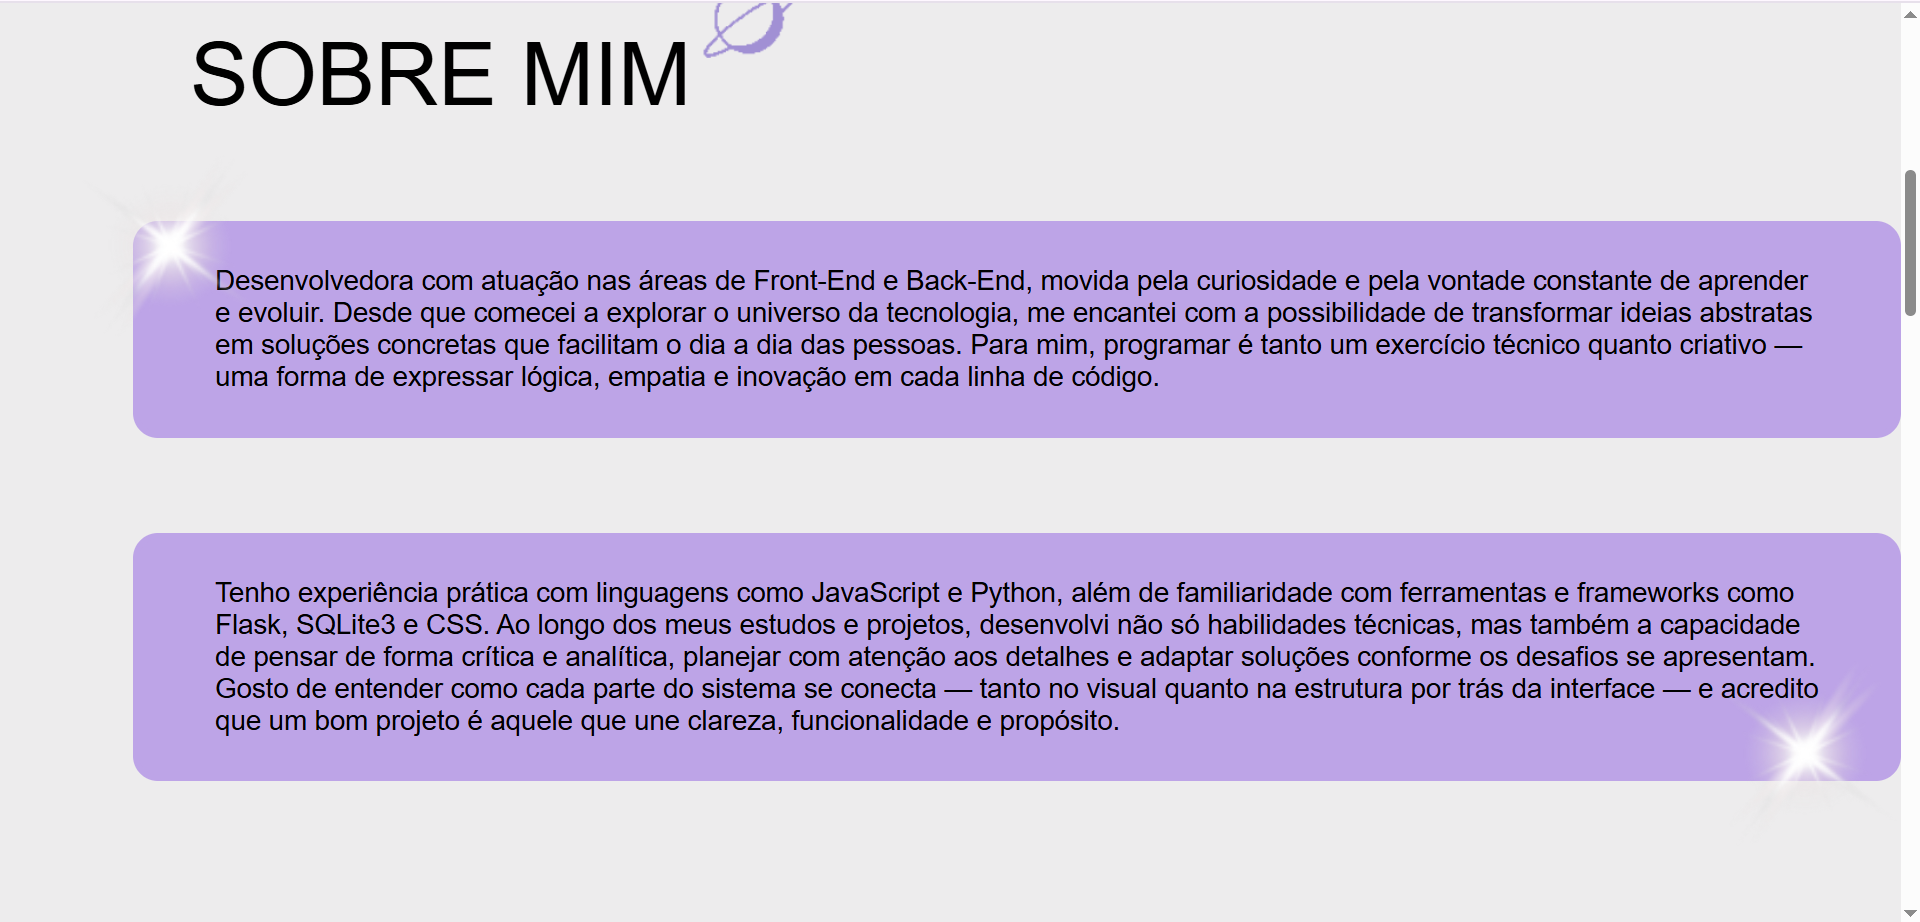 SOBRE MIM
Desenvolvedora com atuação nas áreas de Front-End e Back-End, movida pela curiosidade e pela vontade constante de aprender
e evoluir. Desde que comecei a explorar o universo da tecnologia, me encantei com a possibilidade de transformar ideias abstratas
em soluções concretas que facilitam o dia a dia das pessoas. Para mim, programar é tanto um exercício técnico quanto criativo —
uma forma de expressar lógica, empatia e inovação em cada linha de código.
Tenho experiência prática com linguagens como JavaScript e Python, além de familiaridade com ferramentas e frameworks como
Flask, SQLite3 e CSS. Ao longo dos meus estudos e projetos, desenvolvi não só habilidades técnicas, mas também a capacidade
de pensar de forma crítica e analítica, planejar com atenção aos detalhes e adaptar soluções conforme os desafios se apresentam.
Gosto de entender como cada parte do sistema se conecta — tanto no visual quanto na estrutura por trás da interface — e acredito
que um bom projeto é aquele que une clareza, funcionalidade e propósito.